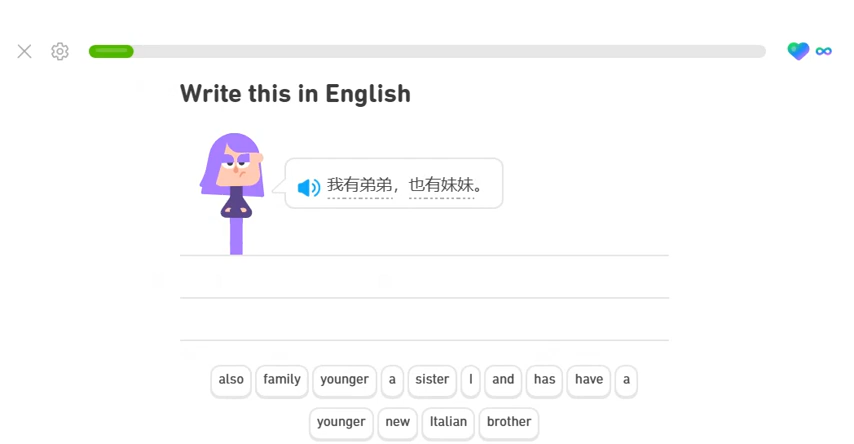 Write this in English
我有弟弟，也有妹妹。
also family younger a sister I and has have a
younger new Italian brother